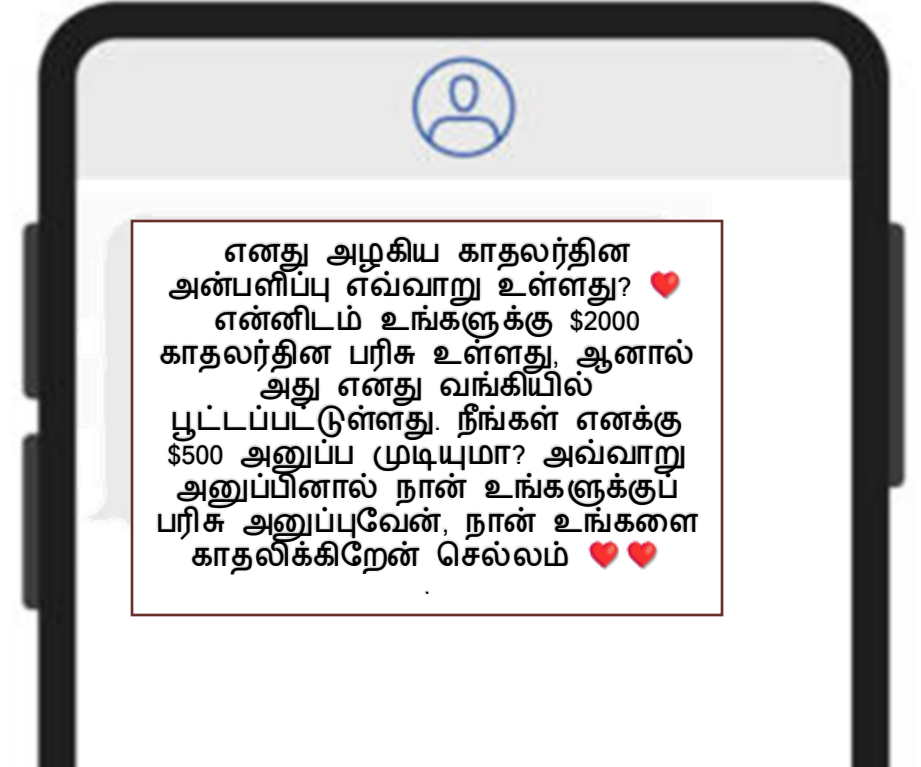 எனது அழகிய காதலர்தின
அன்பளிப்பு எவ்வாறு உள்ளது? ♥️
என்னிடம் உங்களுக்கு $2000
காதலர்தின பரிசு உள்ளது, ஆனால்
அது எனது வங்கியில்
பூட்டப்பட்டுள்ளது. நீங்கள் எனக்கு
$500 அனுப்ப முடியுமா? அவ்வாறு
அனுப்பினால் நான் உங்களுக்குப்
பரிசு அனுப்புவேன், நான் உங்களை
காதலிக்கிறேன் செல்லம் ♥️♥️
.